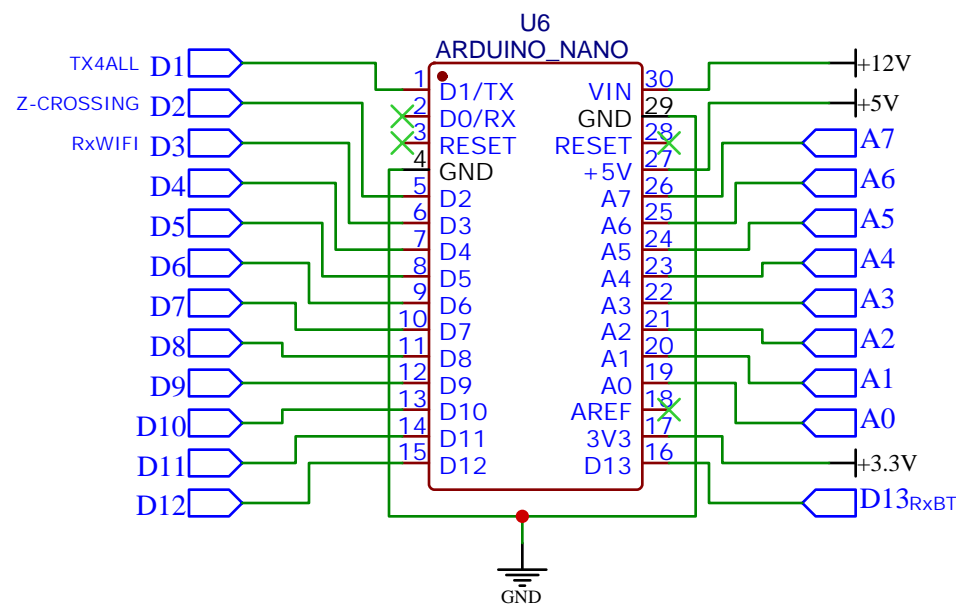 U6
ARDUINO_NANO
TX4ALL D1
Z-CROSSING D2
RxWIFI D3
D4
D5
D6
D7
D8
D9
D10
D11
D12
1 D1/TX
2 D0/RX
3 RESET
4 GND
5 D2
6 D3
7 D4
8 D5
9 D6
10 D7
11 D8
12 D9
13 D10
14 D11
15 D12
VIN 30
GND 29
RESET 28
+5V 27
A7 26
A6 25
A5 24
A4 23
A3 22
A2 21
A1 20
A0 19
AREF 18
3V3 17
D13 16
+12V
+5V
A7
A6
A5
A4
A3
A2
A1
A0
+3.3V
D13 RxBT
GND